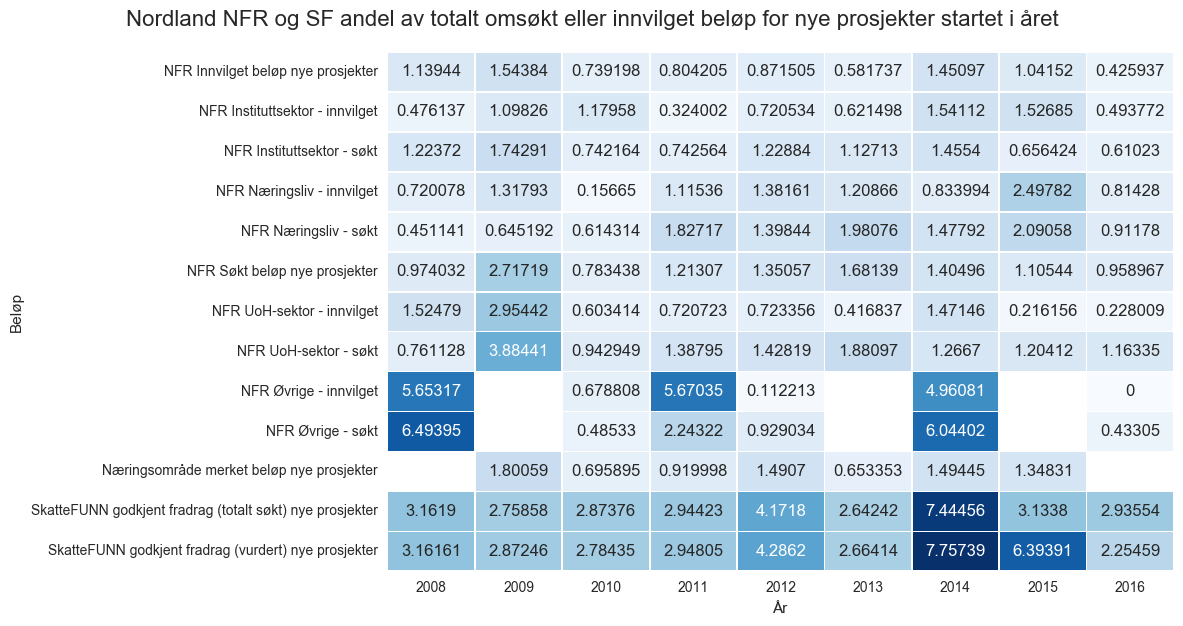 Nordland NFR og SF andel av totalt omsøkt eller innvilget beløp for nye prosjekter startet i året
Beløp
NFR Innvilget beløp nye prosjekter 1.13944 1.54384 0.739198 0.804205 0.871505 0.581737 1.45097 1.04152 0.425937
NFR Instituttsektor - innvilget 0.476137 1.09826 1.17958 0.324002 0.720534 0.621498 1.54112 1.52685 0.493772
NFR Instituttsektor - søkt 1.22372 1.74291 0.742164 0.742564 1.22884 1.12713 1.4554 0.656424 0.61023
NFR Næringsliv - innvilget 0.720078 1.31793 0.15665 1.11536 1.38161 1.20866 0.833994 2.49782 0.81428
NFR Næringsliv - søkt 0.451141 0.645192 0.614314 1.82717 1.39844 1.98076 1.47792 2.09058 0.91178
NFR Søkt beløp nye prosjekter 0.974032 2.71719 0.783438 1.21307 1.35057 1.68139 1.40496 1.10544 0.958967
NFR UoH-sektor - innvilget 1.52479 2.95442 0.603414 0.720723 0.723356 0.416837 1.47146 0.216156 0.228009
NFR UoH-sektor - søkt 0.761128 3.88441 0.942949 1.38795 1.42819 1.88097 1.2667 1.20412 1.16335
NFR Øvrige - innvilget 5.65317 0.678808 5.67035 0.112213 4.96081 0
NFR Øvrige - søkt 6.49395 0.48533 2.24322 0.929034 6.04402 0.43305
Næringsområde merket beløp nye prosjekter 1.80059 0.695895 0.919998 1.4907 0.653353 1.49445 1.34831
SkatteFUNN godkjent fradrag (totalt søkt) nye prosjekter 3.1619 2.75858 2.87376 2.94423 4.1718 2.64242 7.44456 3.1338 2.93554
SkatteFUNN godkjent fradrag (vurdert) nye prosjekter 3.16161 2.87246 2.78435 2.94805 4.2862 2.66414 7.75739 6.39391 2.25459
2008 2009 2010 2011 2012 2013 2014 2015 2016
År